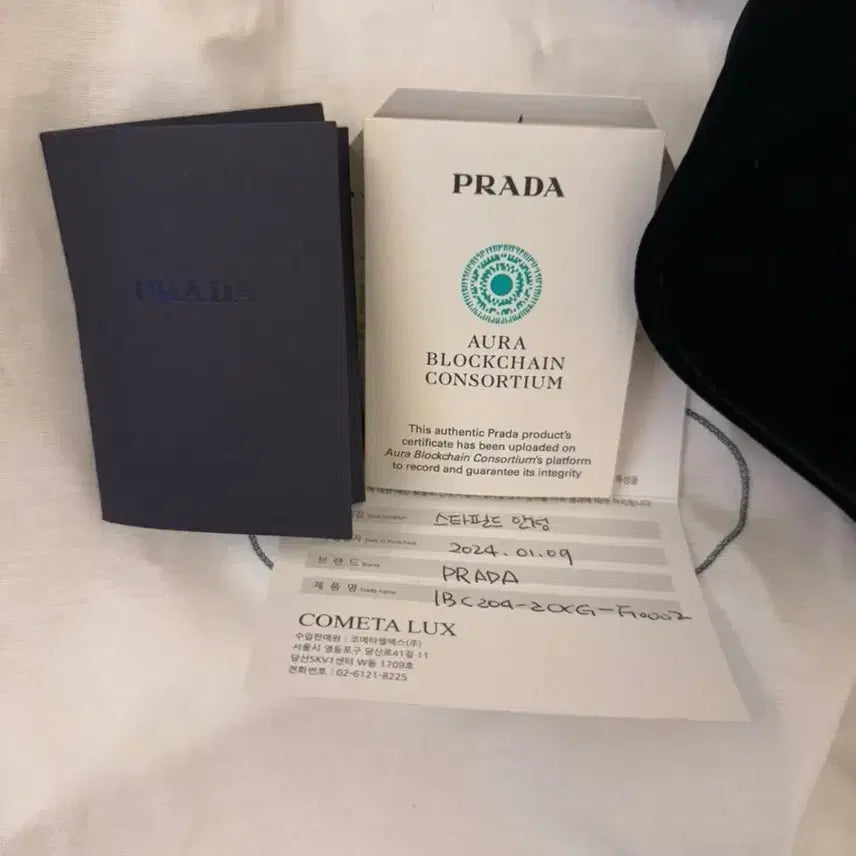 PRADA
PRADA
AURA
BLOCKCHAIN
CONSORTIUM
This authentic Prada product's
certificate has been uploaded on
Aura Blockchain Consortium's platform
to record and guarantee its integrity
스타필드 안성
2024.01.09
브랜드 Brand PRADA
제품명 1BC204-2OXG-F0002
COMETA LUX
수입판매원 : 코메타엘엑스(주)
서울시 영등포구 당산로41길 11
당산SKV1센터 W동 1709호
전화번호 : 02-6121-8225